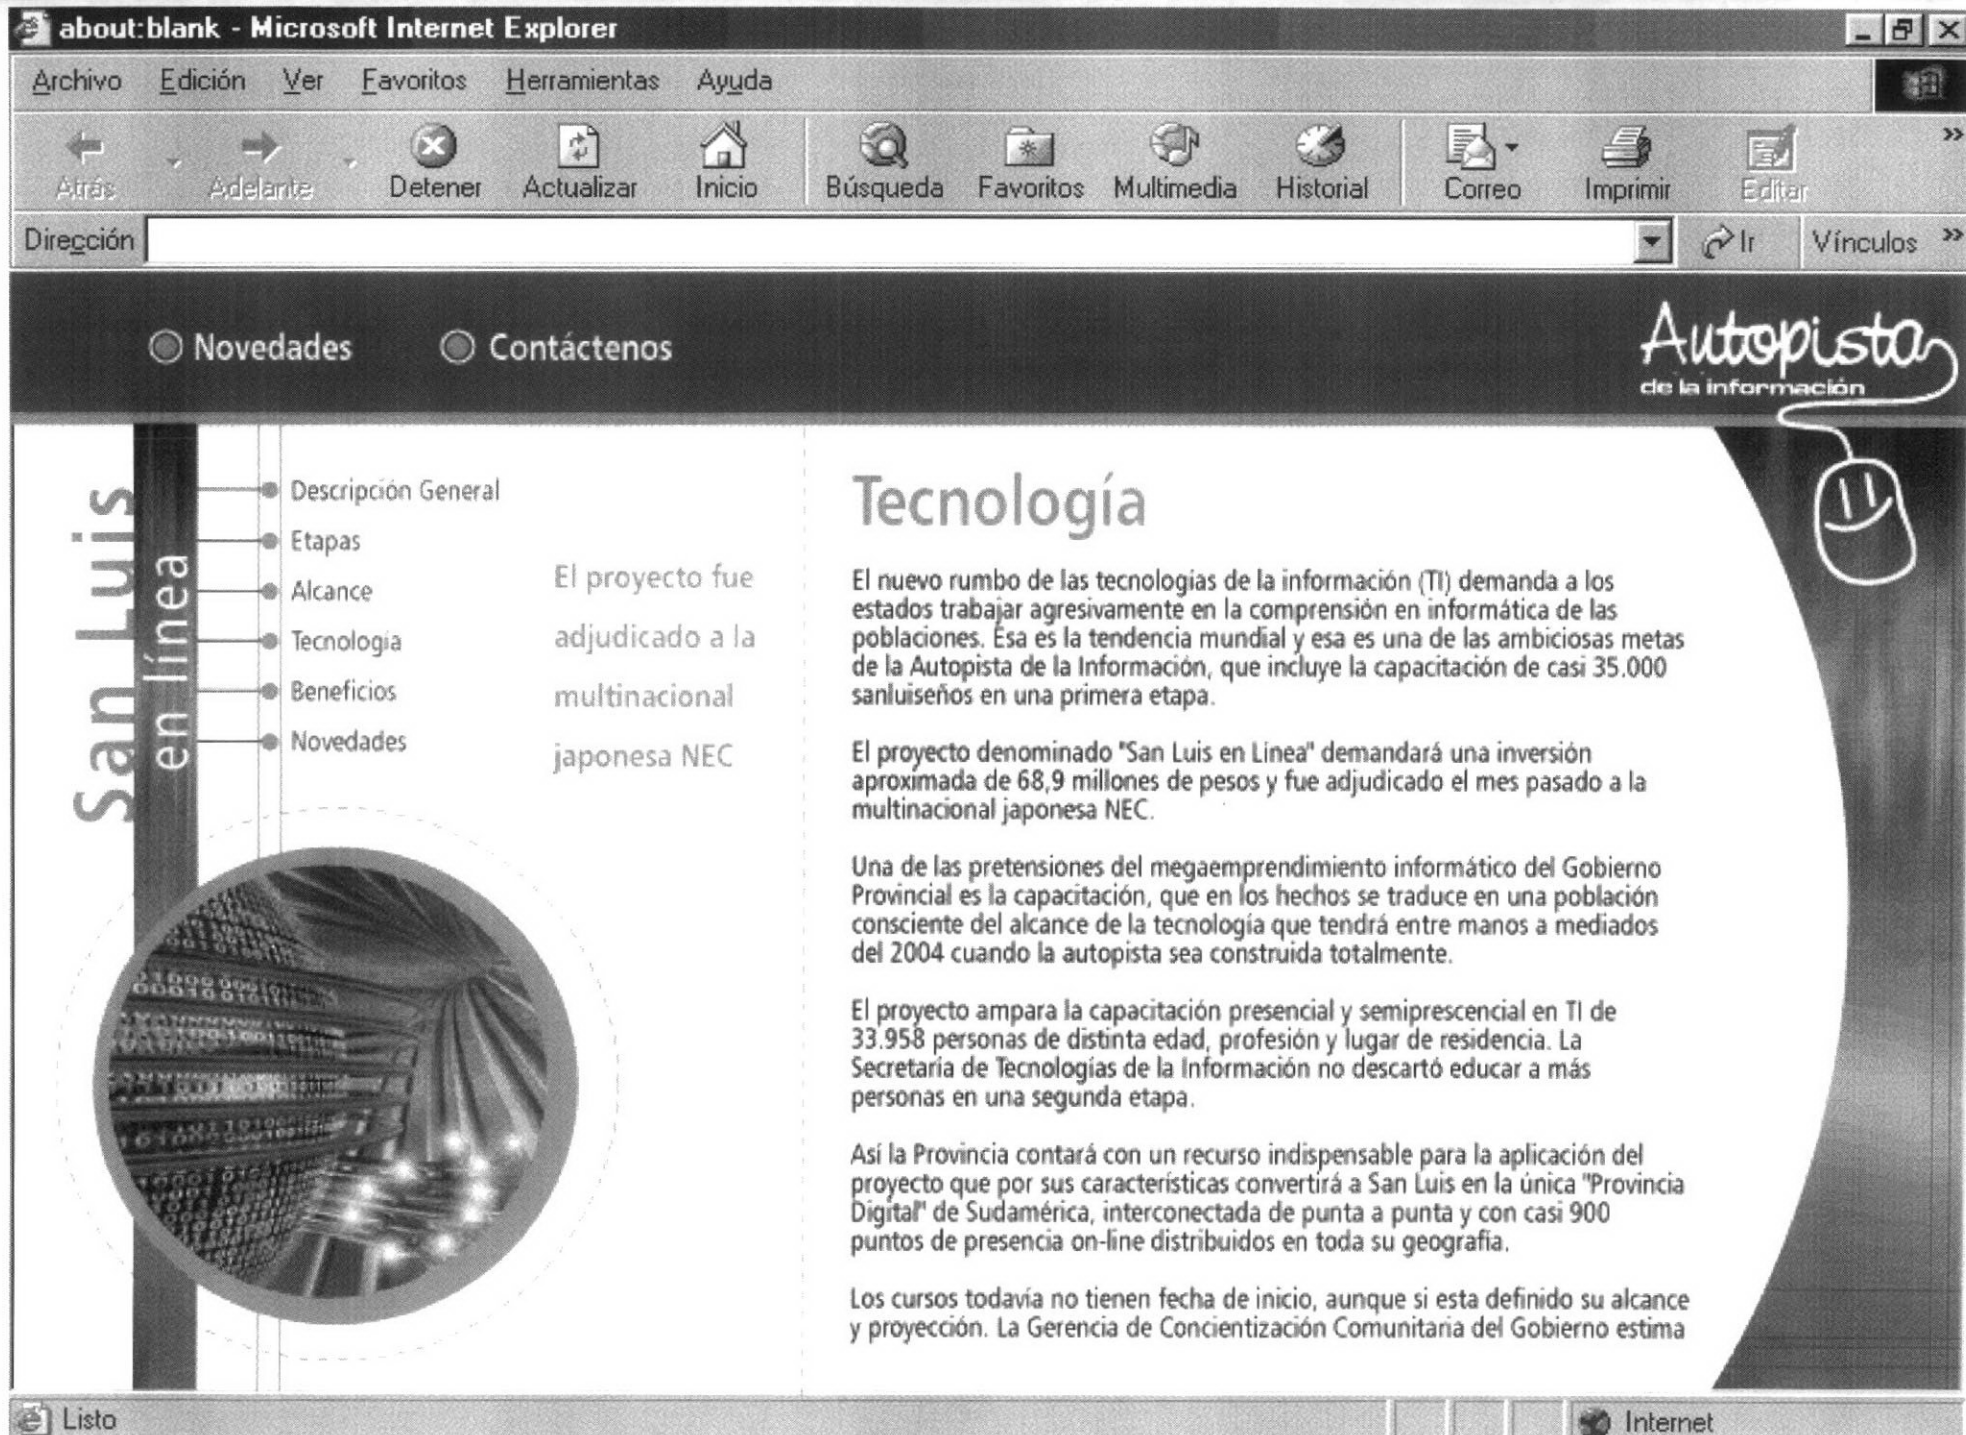 about:blank - Microsoft Internet Explorer
Archivo Edición Ver Favoritos Herramientas Ayuda
Atrás Adelante Detener Actualizar Inicio Búsqueda Favoritos Multimedia Historial Correo Imprimir Editar »
Dirección Ir Vínculos »
Novedades Contáctenos
Autopista
de la información
San Luis
en línea
Descripción General
Etapas
Alcance
Tecnología
Beneficios
Novedades
El proyecto fue
adjudicado a la
multinacional
japonesa NEC
Tecnología
El nuevo rumbo de las tecnologías de la información (TI) demanda a los
estados trabajar agresivamente en la comprensión en informática de las
poblaciones. Esa es la tendencia mundial y esa es una de las ambiciosas metas
de la Autopista de la Información, que incluye la capacitación de casi 35.000
sanluiseños en una primera etapa.
El proyecto denominado "San Luis en Linea" demandará una inversión
aproximada de 68,9 millones de pesos y fue adjudicado el mes pasado a la
multinacional japonesa NEC.
Una de las pretensiones del megaemprendimiento informático del Gobierno
Provincial es la capacitación, que en los hechos se traduce en una población
consciente del alcance de la tecnología que tendrá entre manos a mediados
del 2004 cuando la autopista sea construida totalmente.
El proyecto ampara la capacitación presencial y semiprescencial en TI de
33.958 personas de distinta edad, profesión y lugar de residencia. La
Secretaría de Tecnologías de la Información no descartó educar a más
personas en una segunda etapa.
Así la Provincia contará con un recurso indispensable para la aplicación del
proyecto que por sus características convertirá a San Luis en la única "Provincia
Digital" de Sudamérica, interconectada de punta a punta y con casi 900
puntos de presencia on-line distribuidos en toda su geografía.
Los cursos todavía no tienen fecha de inicio, aunque si esta definido su alcance
y proyección. La Gerencia de Concientización Comunitaria del Gobierno estima
Listo Internet